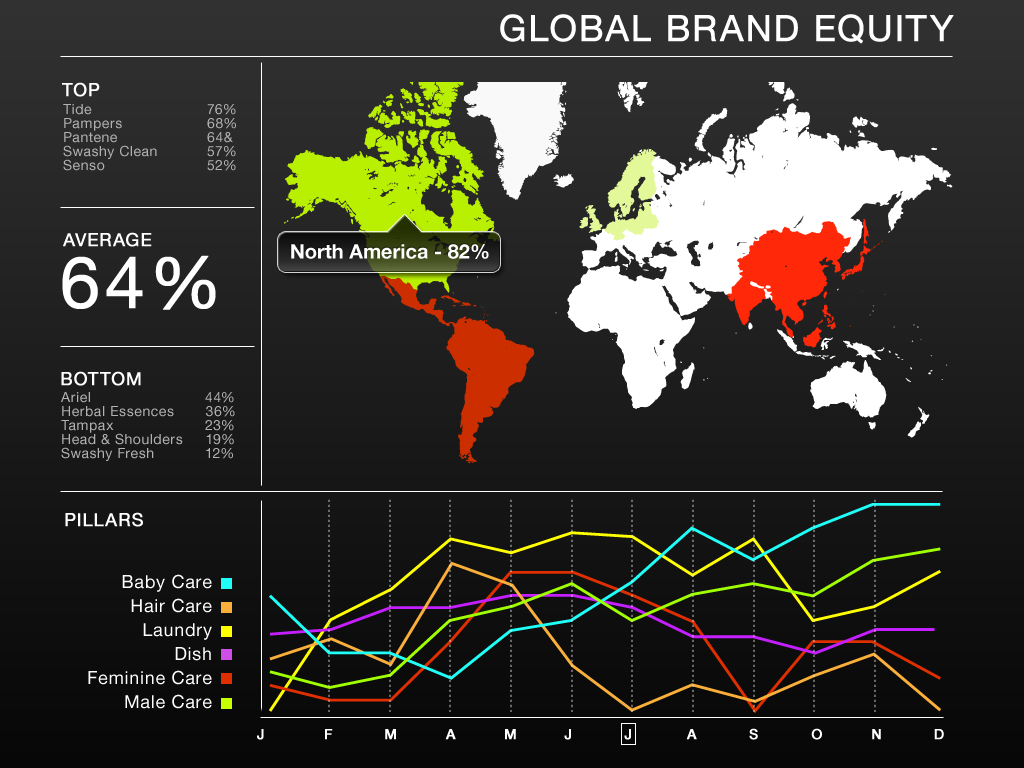 GLOBAL BRAND EQUITY
TOP
Tide 76%
Pampers 68%
Pantene 64&
Swashy Clean 57%
Senso 52%
AVERAGE
64%
BOTTOM
Ariel 44%
Herbal Essences 36%
Tampax 23%
Head & Shoulders 19%
Swashy Fresh 12%
North America - 82%
PILLARS
Baby Care
Hair Care
Laundry
Dish
Feminine Care
Male Care
J F M A M J J A S O N D